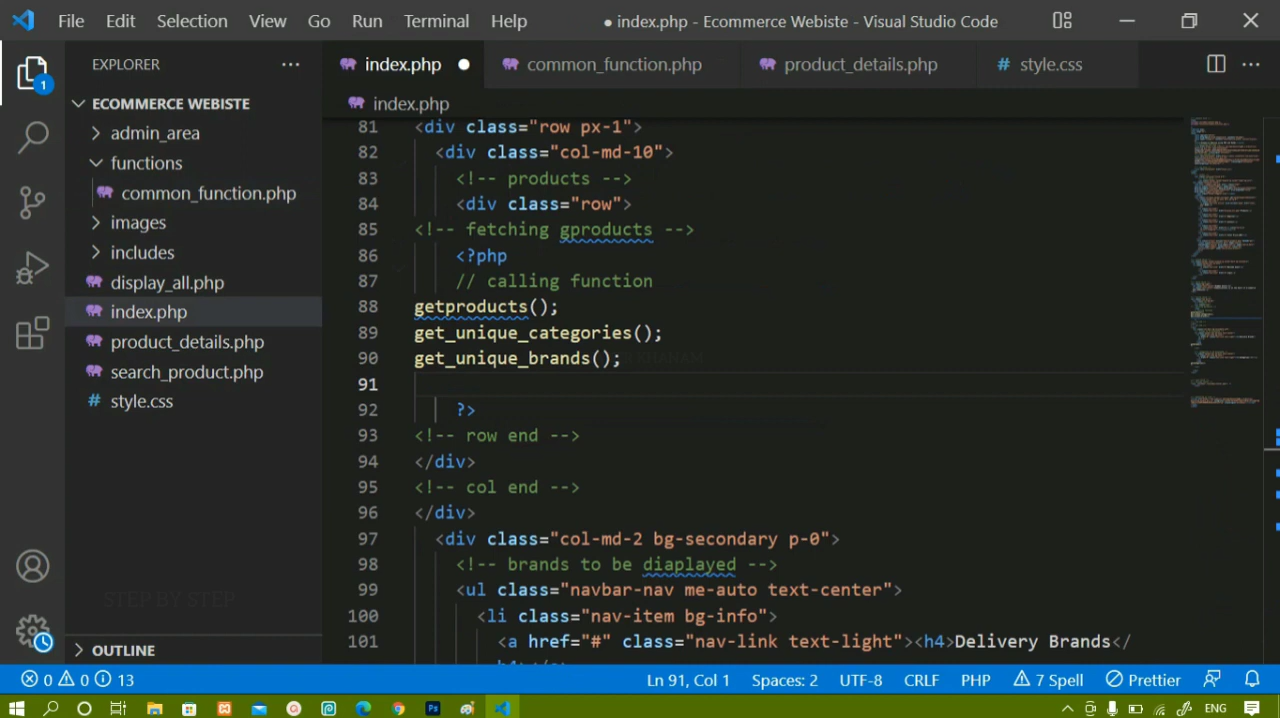 File Edit Selection View Go Run Terminal Help
● index.php - Ecommerce Webiste - Visual Studio Code
EXPLORER
index.php common_function.php product_details.php # style.css
1
ECOMMERCE WEBISTE
index.php
admin_area
functions
common_function.php
images
includes
display_all.php
index.php
product_details.php
search_product.php
# style.css
81 <div class="row px-1">
82 <div class="col-md-10">
83 <!-- products -->
84 <div class="row">
85 <!-- fetching gproducts -->
86 <?php
87 // calling function
88 getproducts();
89 get_unique_categories();
90 get_unique_brands();
KHANAM
91
92 ?>
93 <!-- row end -->
94 </div>
95 <!-- col end -->
96 </div>
97 <div class="col-md-2 bg-secondary p-0">
98 <!-- brands to be diaplayed -->
99 <ul class="navbar-nav me-auto text-center">
100 <li class="nav-item bg-info">
101 <a href="#" class="nav-link text-light"><h4>Delivery Brands</
h4></a>
STEP BY STEP
OUTLINE
0 0 13 Ln 91, Col 1 Spaces: 2 UTF-8 CRLF PHP 7 Spell Prettier
Ps ENG